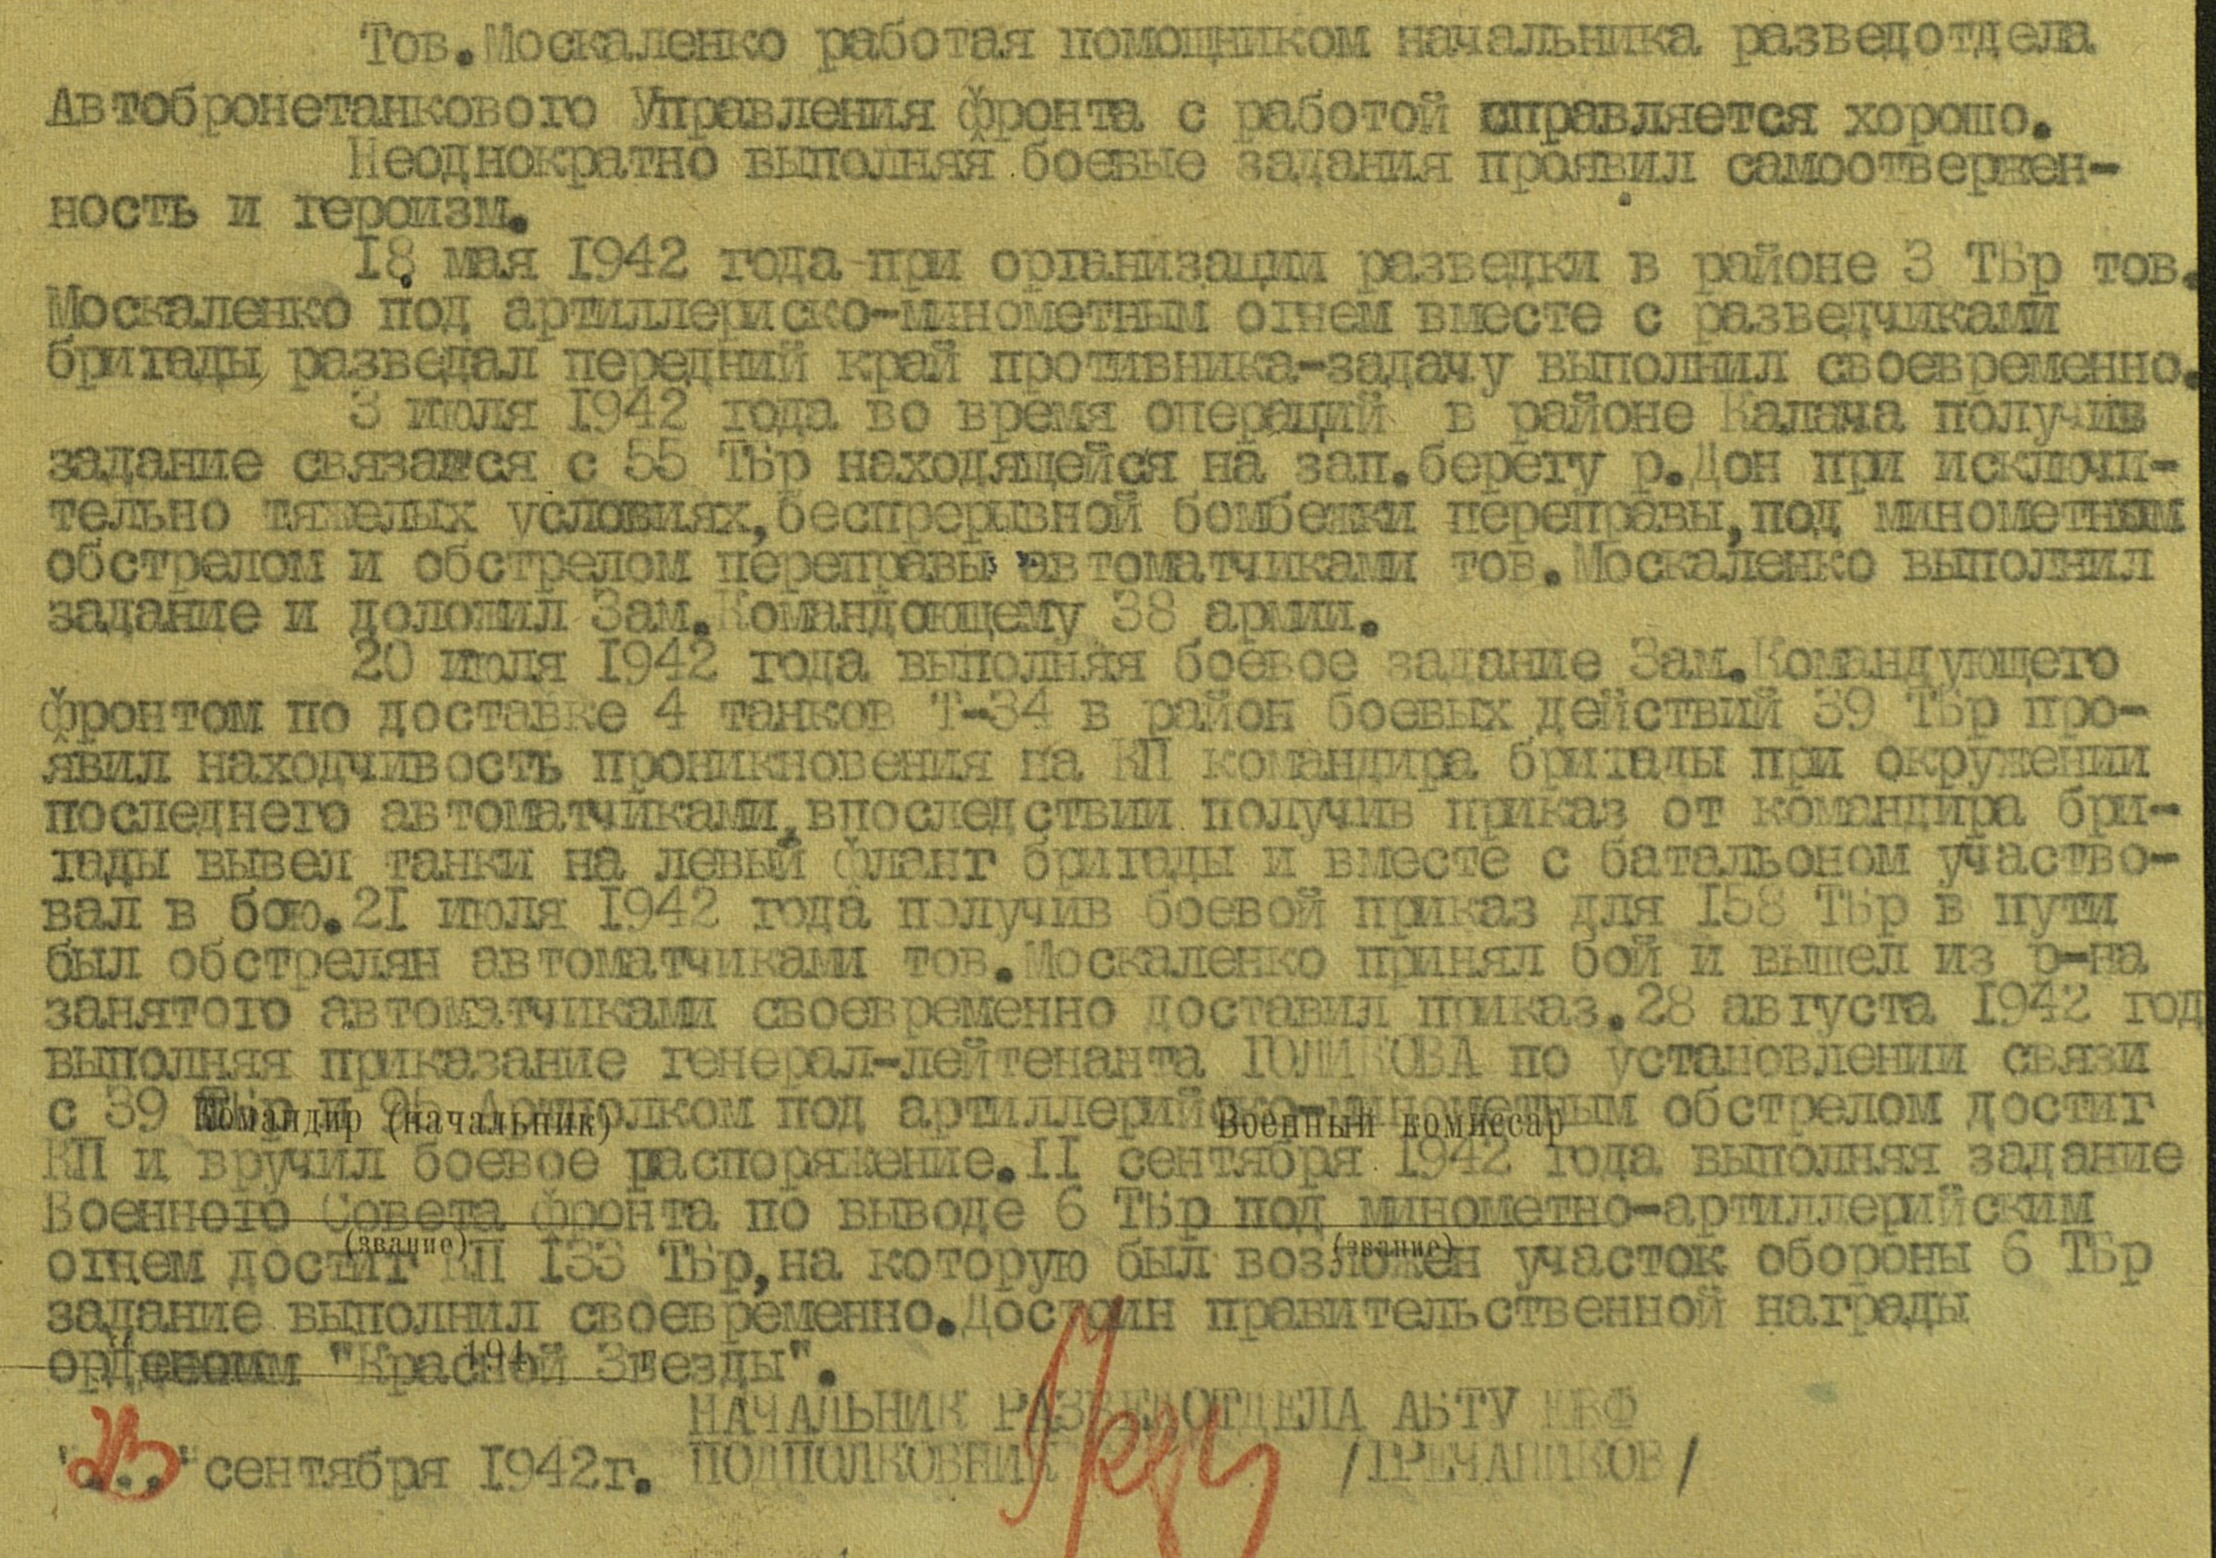 Тов.Москаленко работая помощником начальника разведотдела
Автобронетанкового Управления фронта с работой справляется хорошо.
Неоднократно выполняя боевые задания проявил самоотвержен-
ность и героизм.
18 мая 1942 года при организации разведки в районе 3 ТБр тов.
Москаленко под артиллериско-минометным огнем вместе с разведчиками
бригады разведал передний край противника-задачу выполнил своевременно.
3 июля 1942 года во время операций в районе Калача получив
задание связатся с 55 ТБр находящейся на зап.берегу р.Дон при исключи-
тельно тяжелых условиях,беспрерывной бомбежки переправы,под минометным
обстрелом и обстрелом переправы автоматчиками тов.Москаленко выполнил
задание и доложил Зам.Командоющему 38 армии.
20 июля 1942 года выполняя боевое задание Зам.Командующего
фронтом по доставке 4 танков Т-34 в район боевых действий 39 ТБр про-
явил находчивость проникновения на КП командира бригады при окружении
последнего автоматчиками,впоследствии получив приказ от командира бри-
гады вывел танки на левый фланг бригады и вместе с батальоном участво-
вал в бою.21 июля 1942 года получив боевой приказ для 158 ТБр в пути
был обстрелян автоматчиками тов.Москаленко принял бой и вышел из р-на
занятого автоматчиками своевременно доставил приказ.28 августа 1942 год
выполняя приказание генерал-лейтенанта ГОЛИКОВА по установлении связи
с 39 ТБр и Артполком под артиллерийско-минометным обстрелом достиг
Командир (начальник) Военный комиссар
КП и вручил боевое распоряжение.11 сентября 1942 года выполняя задание
Военного Совета фронта по выводе 6 ТБр под минометно-артиллерийским
(звание) (звание)
огнем достиг КП 133 ТБр,на которую был возложен участок обороны 6 ТБр
задание выполнил своевременно.Достоин правительственной награды
орденом "Красной Звезды".
194 г.
НАЧАЛЬНИК РАЗВЕДОТДЕЛА АБТУ
"23" сентября 1942г. ПОДПОЛКОВНИК /ГРЕЧАНИКОВ/